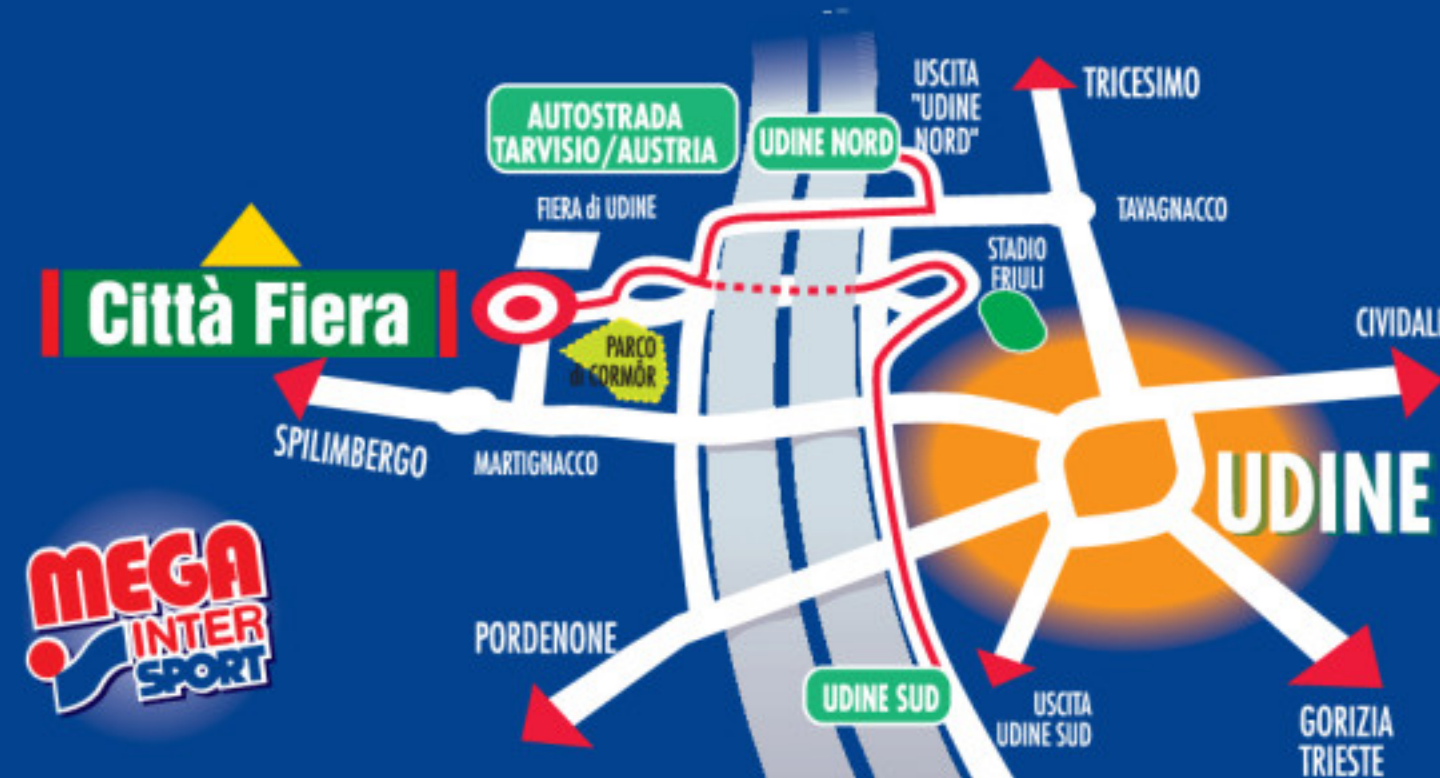 USCITA
"UDINE
NORD"
TRICESIMO
AUTOSTRADA
TARVISIO/AUSTRIA
UDINE NORD
FIERA di UDINE
TAVAGNACCO
STADIO
FRIULI
Città Fiera
CIVIDALE
PARCO
di CORMÔR
SPILIMBERGO
MARTIGNACCO
UDINE
MEGA
INTER
SPORT
PORDENONE
UDINE SUD
USCITA
UDINE SUD
GORIZIA
TRIESTE